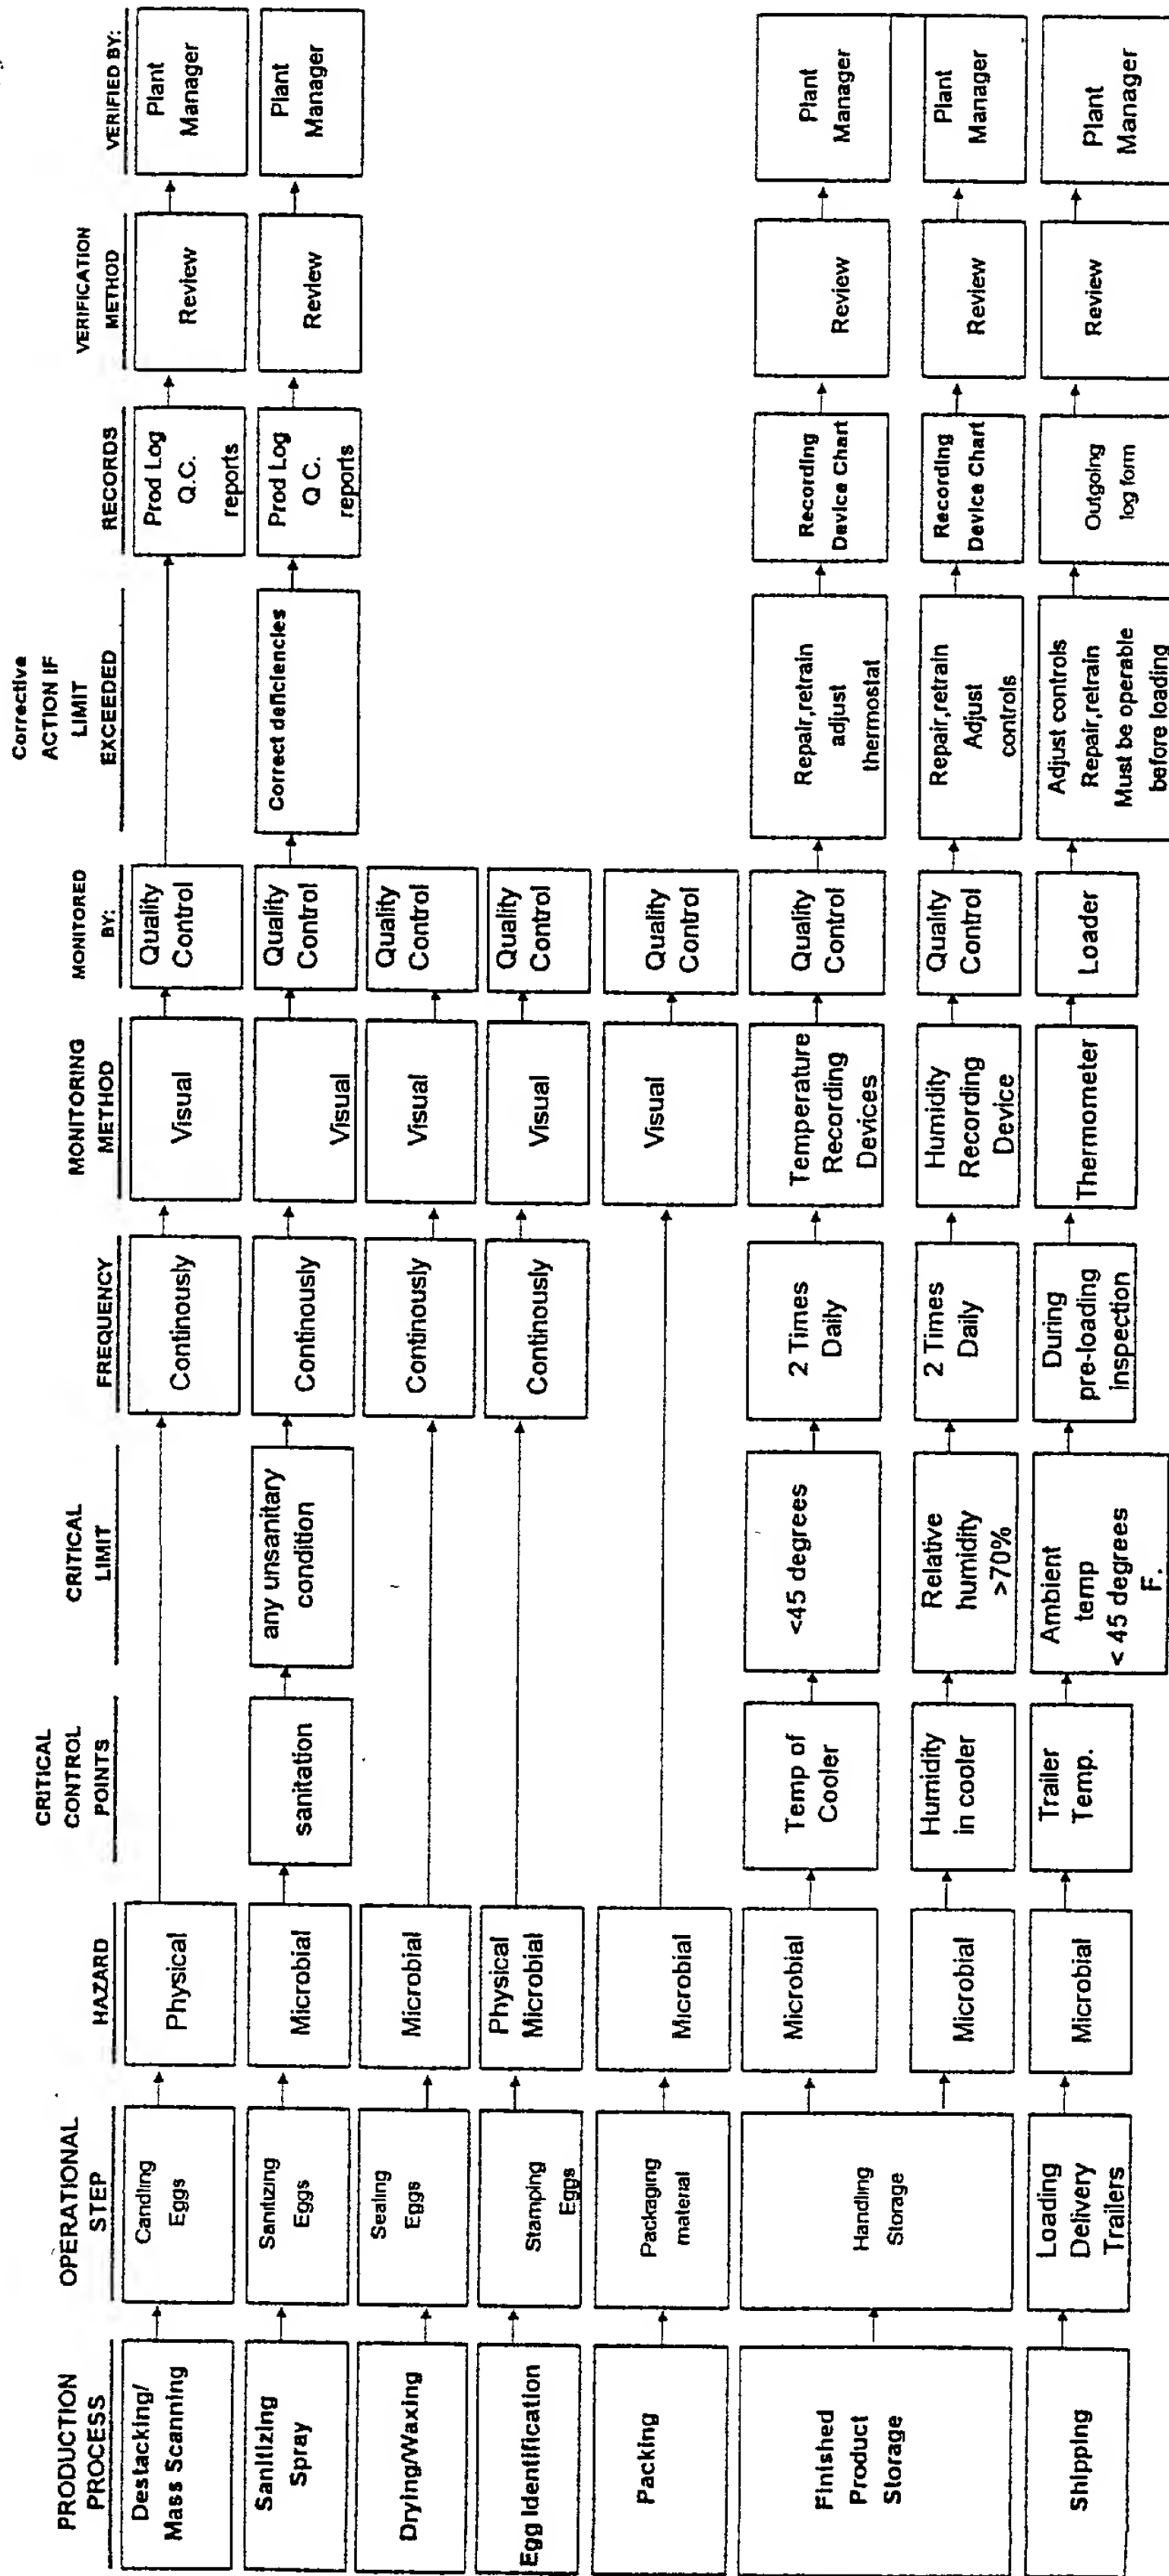 PRODUCTION
PROCESS
OPERATIONAL
STEP
HAZARD
CRITICAL
CONTROL
POINTS
CRITICAL
LIMIT
FREQUENCY
MONITORING
METHOD
MONITORED
BY:
Corrective
ACTION IF
LIMIT
EXCEEDED
RECORDS
VERIFICATION
METHOD
VERIFIED BY:
Destacking/
Mass Scanning
Candling
Eggs
Physical
Continously
Visual
Quality
Control
Prod Log
Q.C.
reports
Review
Plant
Manager
Sanitizing
Spray
Sanitizing
Eggs
Microbial
sanitation
any unsanitary
condition
Continously
Visual
Quality
Control
Correct deficiencies
Prod Log
Q C.
reports
Review
Plant
Manager
Drying/Waxing
Sealing
Eggs
Microbial
Continously
Visual
Quality
Control
Egg Identification
Stamping
Eggs
Physical
Microbial
Continously
Visual
Quality
Control
Packing
Packaging
material
Microbial
Visual
Quality
Control
Finished
Product
Storage
Handling
Storage
Microbial
Temp of
Cooler
<45 degrees
2 Times
Daily
Temperature
Recording
Devices
Quality
Control
Repair,retrain
adjust
thermostat
Recording
Device Chart
Review
Plant
Manager
Microbial
Humidity
in cooler
Relative
humidity
>70%
2 Times
Daily
Humidity
Recording
Device
Quality
Control
Repair,retrain
Adjust
controls
Recording
Device Chart
Review
Plant
Manager
Shipping
Loading
Delivery
Trailers
Microbial
Trailer
Temp.
Ambient
temp
< 45 degrees
F.
During
pre-loading
inspection
Thermometer
Loader
Adjust controls
Repair,retrain
Must be operable
before loading
Outgoing
log form
Review
Plant
Manager